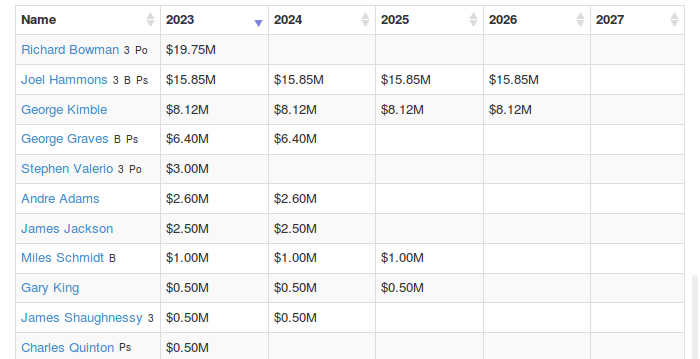 Name 2023 2024 2025 2026 2027
Richard Bowman 3 Po $19.75M
Joel Hammons 3 B Ps $15.85M $15.85M $15.85M $15.85M
George Kimble $8.12M $8.12M $8.12M $8.12M
George Graves B Ps $6.40M $6.40M
Stephen Valerio 3 Po $3.00M
Andre Adams $2.60M $2.60M
James Jackson $2.50M $2.50M
Miles Schmidt B $1.00M $1.00M $1.00M
Gary King $0.50M $0.50M $0.50M
James Shaughnessy 3 $0.50M $0.50M
Charles Quinton Ps $0.50M